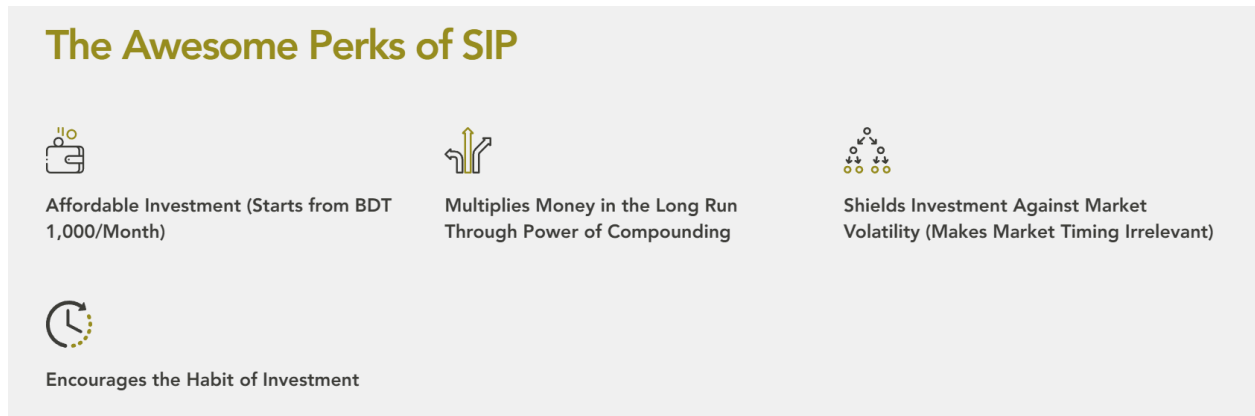 The Awesome Perks of SIP
Affordable Investment (Starts from BDT
1,000/Month)
Multiplies Money in the Long Run
Through Power of Compounding
Shields Investment Against Market
Volatility (Makes Market Timing Irrelevant)
Encourages the Habit of Investment